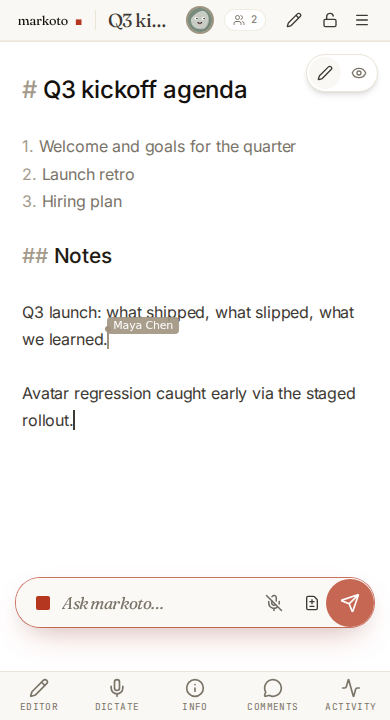 markoto
Q3 ki...
2
# Q3 kickoff agenda
1. Welcome and goals for the quarter
2. Launch retro
3. Hiring plan
## Notes
Q3 launch: what shipped, what slipped, what
Maya Chen
we learned.
Avatar regression caught early via the staged
rollout.
Ask markoto...
EDITOR
DICTATE
INFO
COMMENTS
ACTIVITY